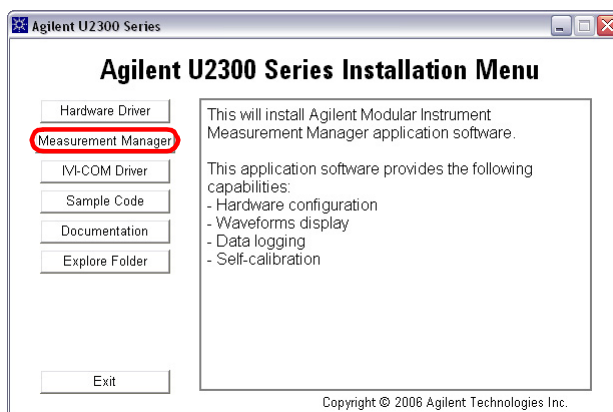 Agilent U2300 Series
Agilent U2300 Series Installation Menu
Hardware Driver
Measurement Manager
IVI-COM Driver
Sample Code
Documentation
Explore Folder
Exit
This will install Agilent Modular Instrument
Measurement Manager application software.
This application software provides the following
capabilities:
- Hardware configuration
- Waveforms display
- Data logging
- Self-calibration
Copyright © 2006 Agilent Technologies Inc.